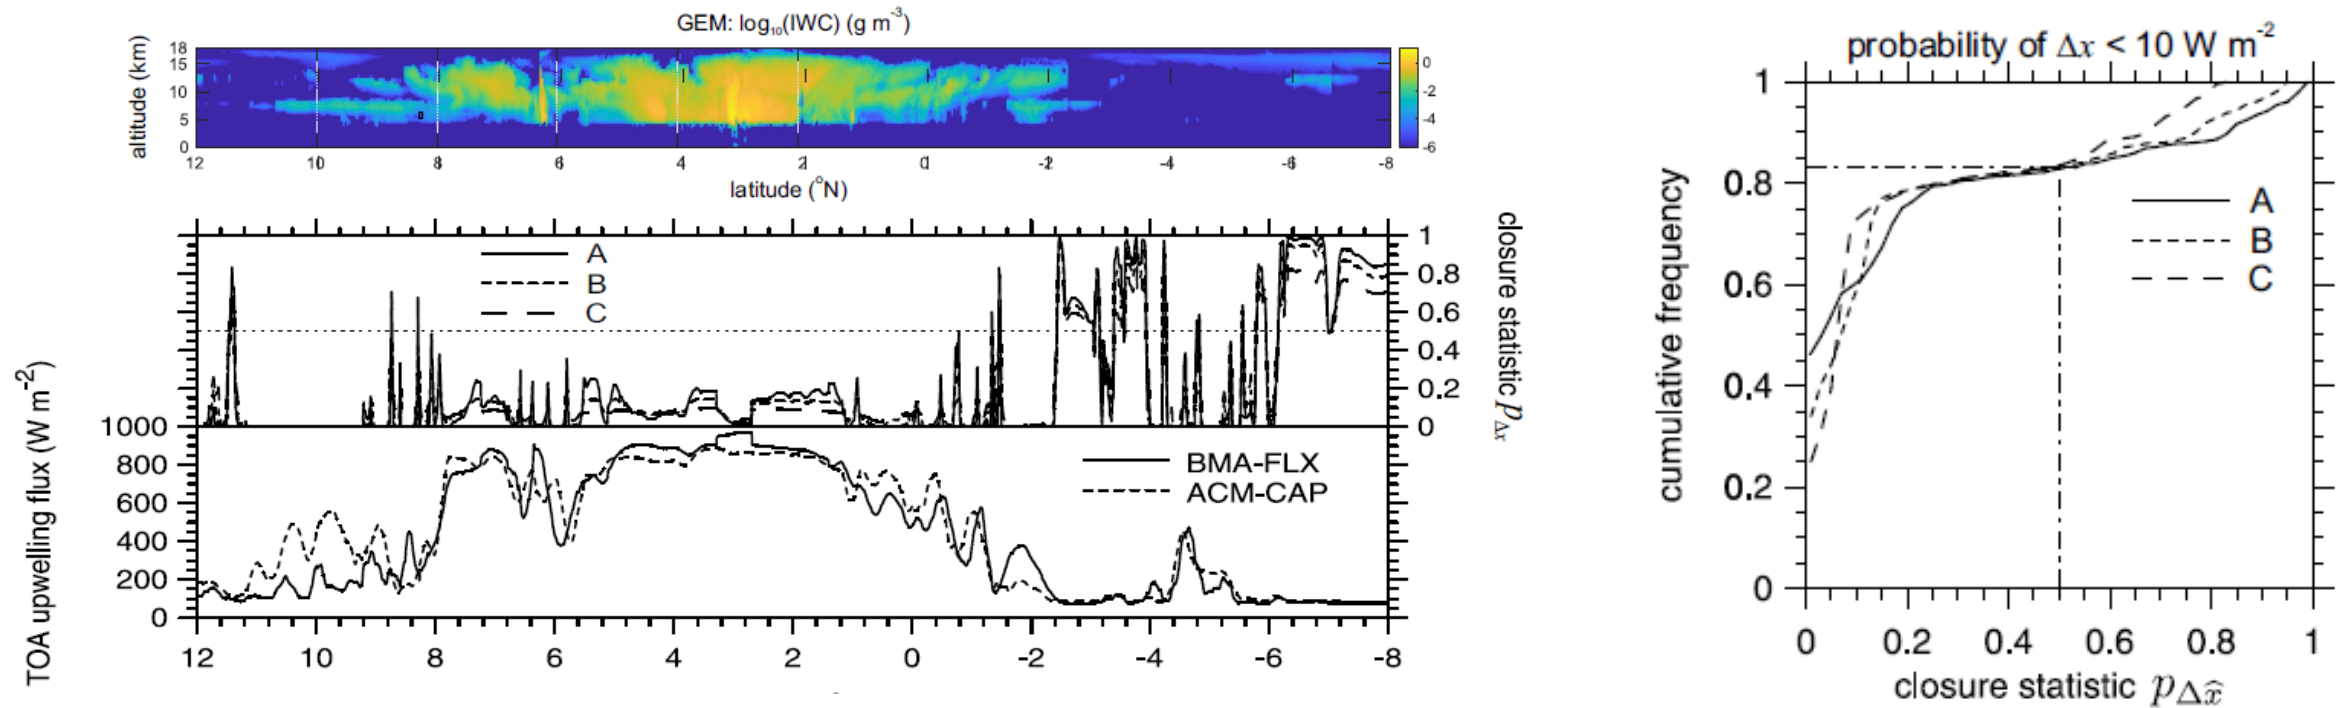 GEM: log₁₀(IWC) (g m⁻³)
altitude (km)
18
15
10
5
0
12 10 8 6 4 2 0 -2 -4 -6 -8
latitude (°N)
0
-2
-4
-6
A
B
C
1
0.8
0.6
0.4
0.2
0
closure statistic p_Δx
TOA upwelling flux (W m⁻²)
1000
800
600
400
200
0
BMA-FLX
ACM-CAP
12 10 8 6 4 2 0 -2 -4 -6 -8
probability of Δx < 10 W m⁻²
cumulative frequency
1
0.8
0.6
0.4
0.2
0
A
B
C
0 0.2 0.4 0.6 0.8 1
closure statistic p_Δx̂